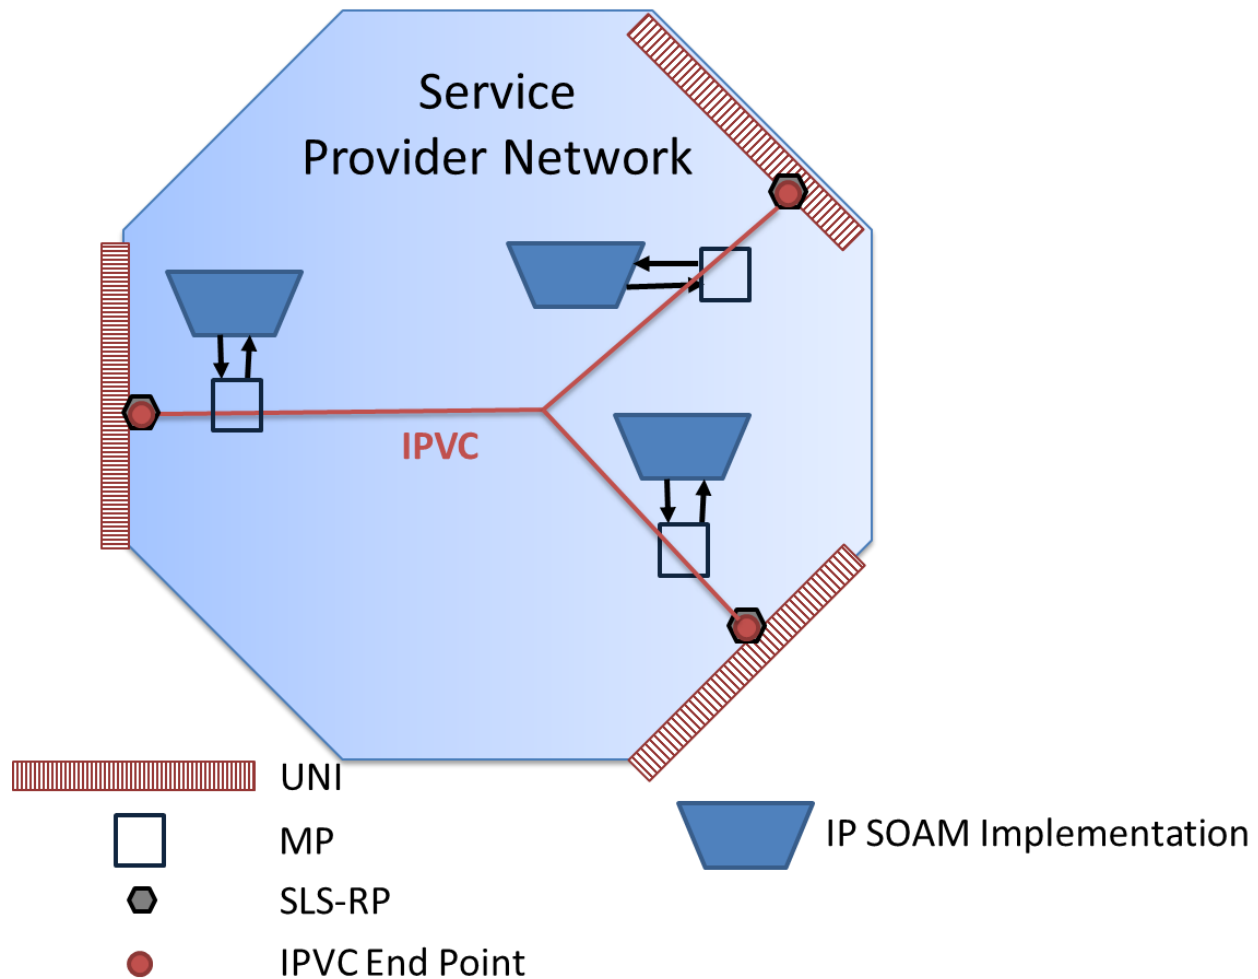 Service
Provider Network
IPVC
UNI
MP
IP SOAM Implementation
SLS-RP
IPVC End Point